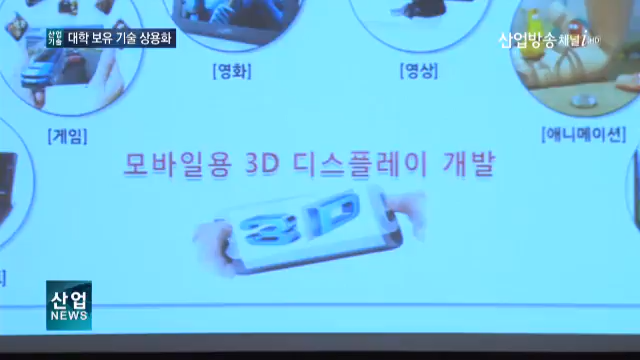 산업
기술
대학 보유 기술 상용화
산업방송 채널i HD
[영화]
[영상]
[게임]
[애니메이션]
모바일용 3D 디스플레이 개발
3D
산업
NEWS